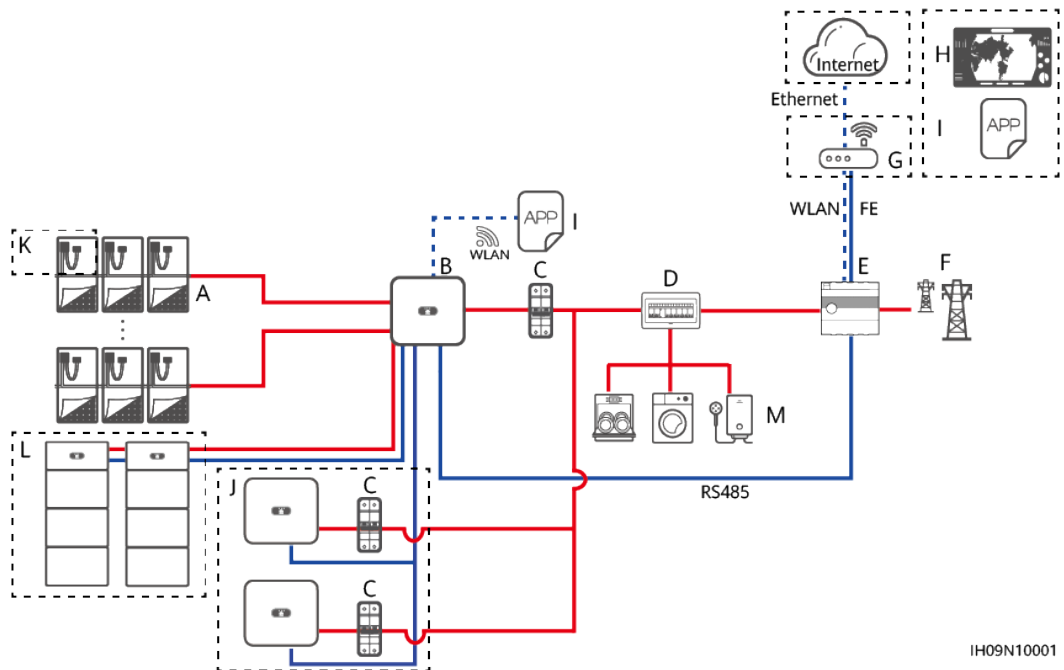 Internet
H
Ethernet
APP
I
G
WLAN
FE
K
APP
I
WLAN
A
B
C
D
E
F
M
L
RS485
J
C
C
IH09N10001